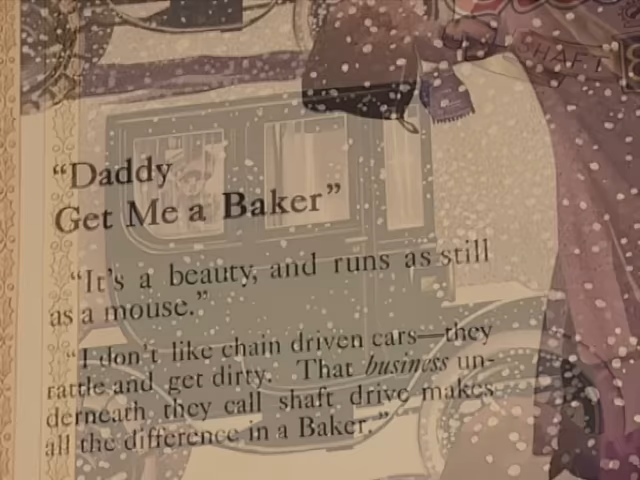 SHAFT
"Daddy
Get Me a Baker"
"It's a beauty, and runs as still
as a mouse."
"I don't like chain driven cars—they
rattle and get dirty. That business un-
derneath they call shaft drive makes
all the difference in a Baker."